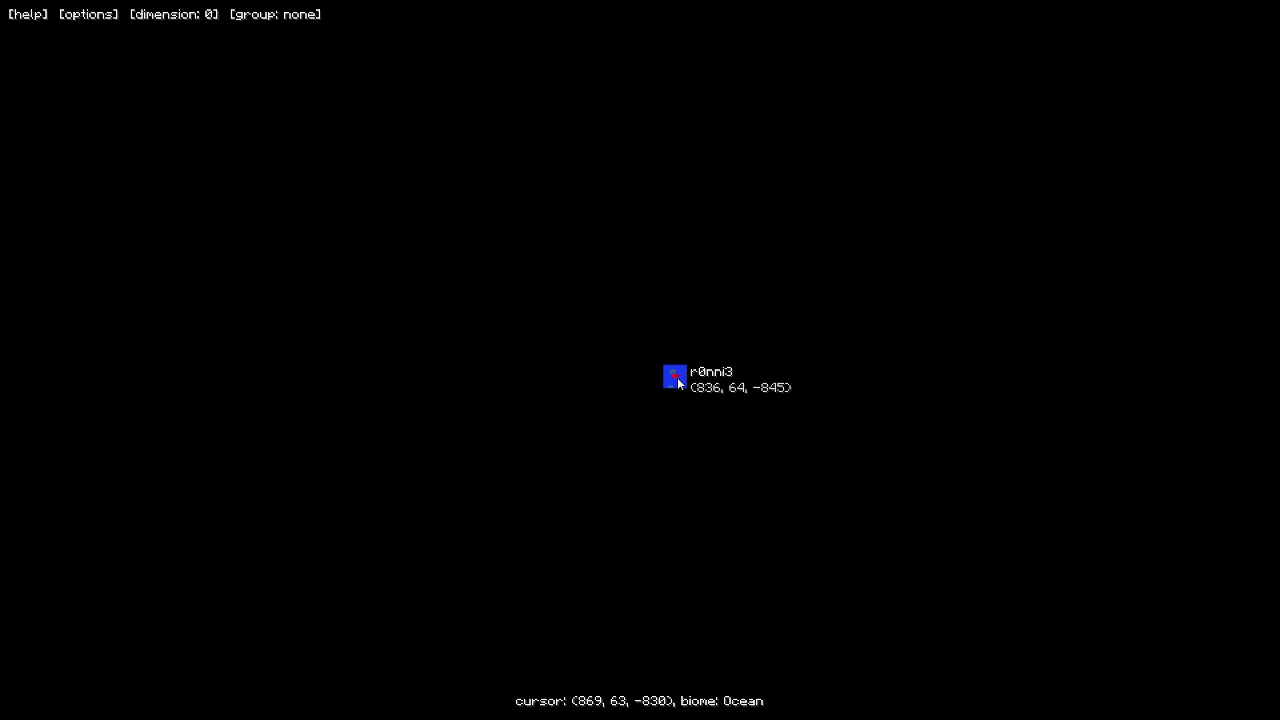 [help] [options] [dimension: 0] [group: none]
r0nni3
(836, 64, -845)
cursor: (869, 63, -830), biome: Ocean